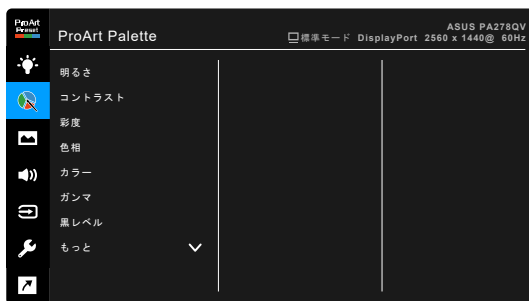 ProArt
Preset
ProArt Palette
ASUS PA278QV
標準モード DisplayPort 2560 x 1440@ 60Hz
明るさ
コントラスト
彩度
色相
カラー
ガンマ
黒レベル
もっと